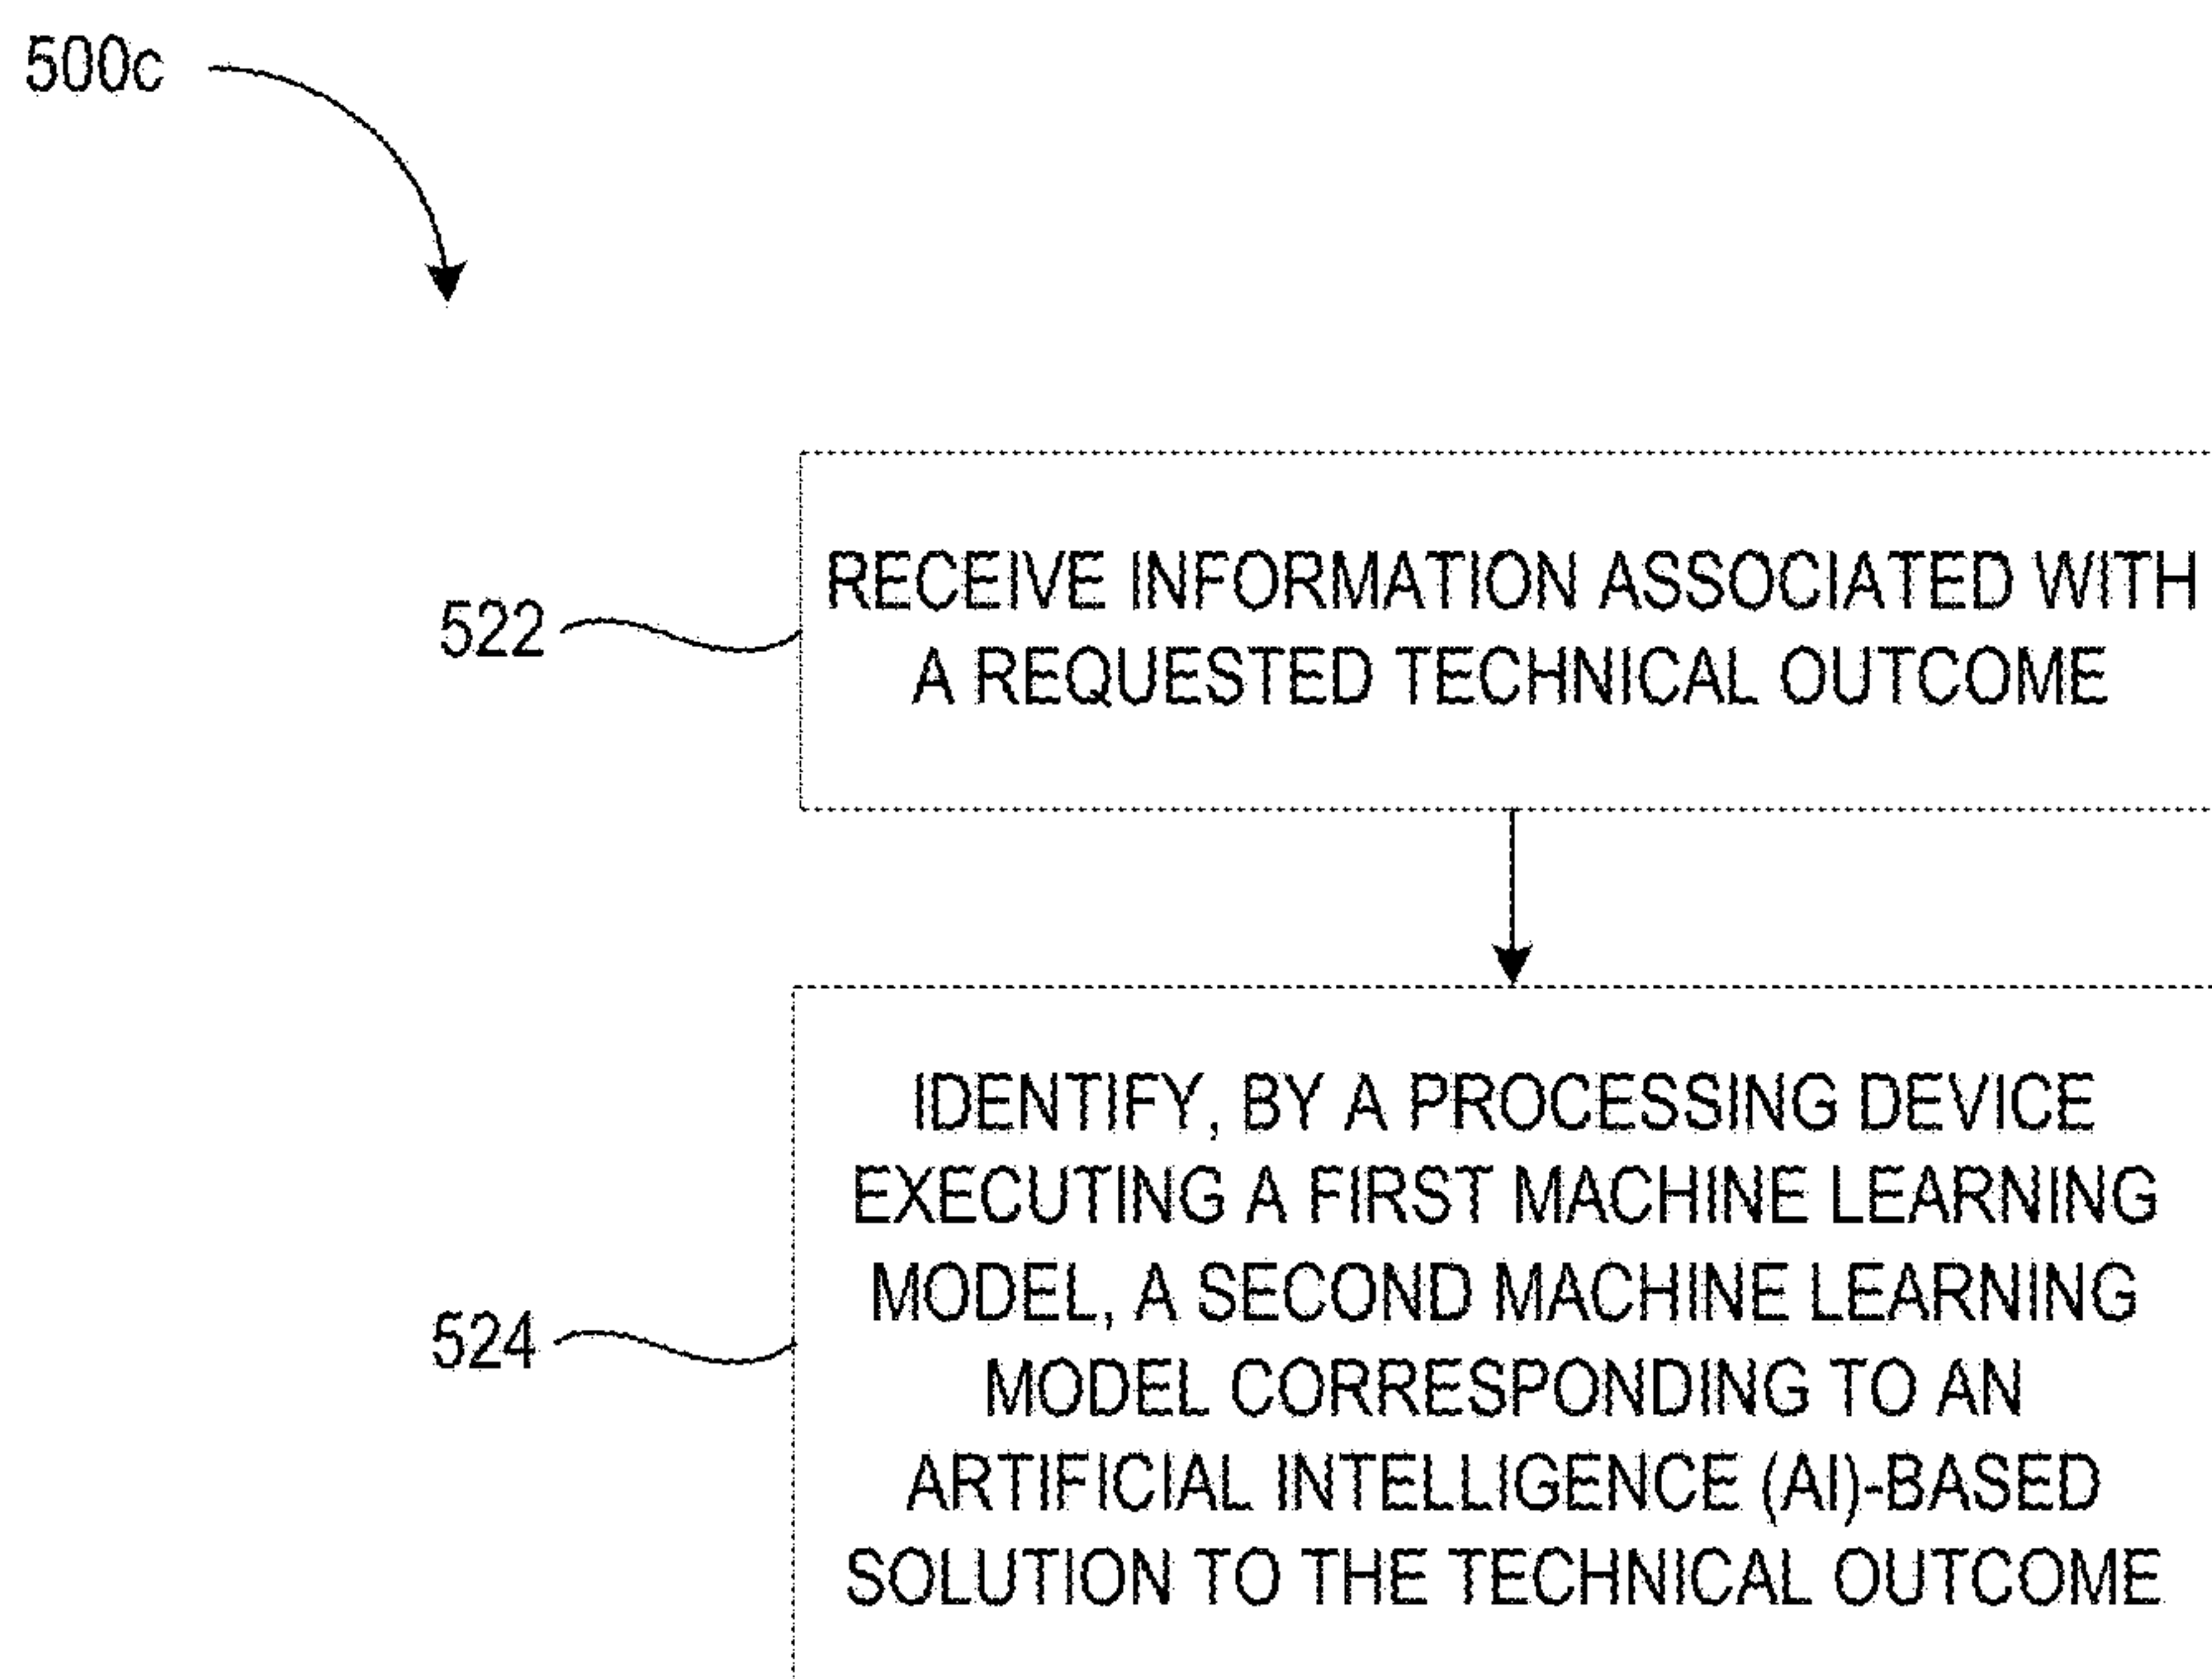 500c
522
RECEIVE INFORMATION ASSOCIATED WITH
A REQUESTED TECHNICAL OUTCOME
524
IDENTIFY, BY A PROCESSING DEVICE
EXECUTING A FIRST MACHINE LEARNING
MODEL, A SECOND MACHINE LEARNING
MODEL CORRESPONDING TO AN
ARTIFICIAL INTELLIGENCE (AI)-BASED
SOLUTION TO THE TECHNICAL OUTCOME